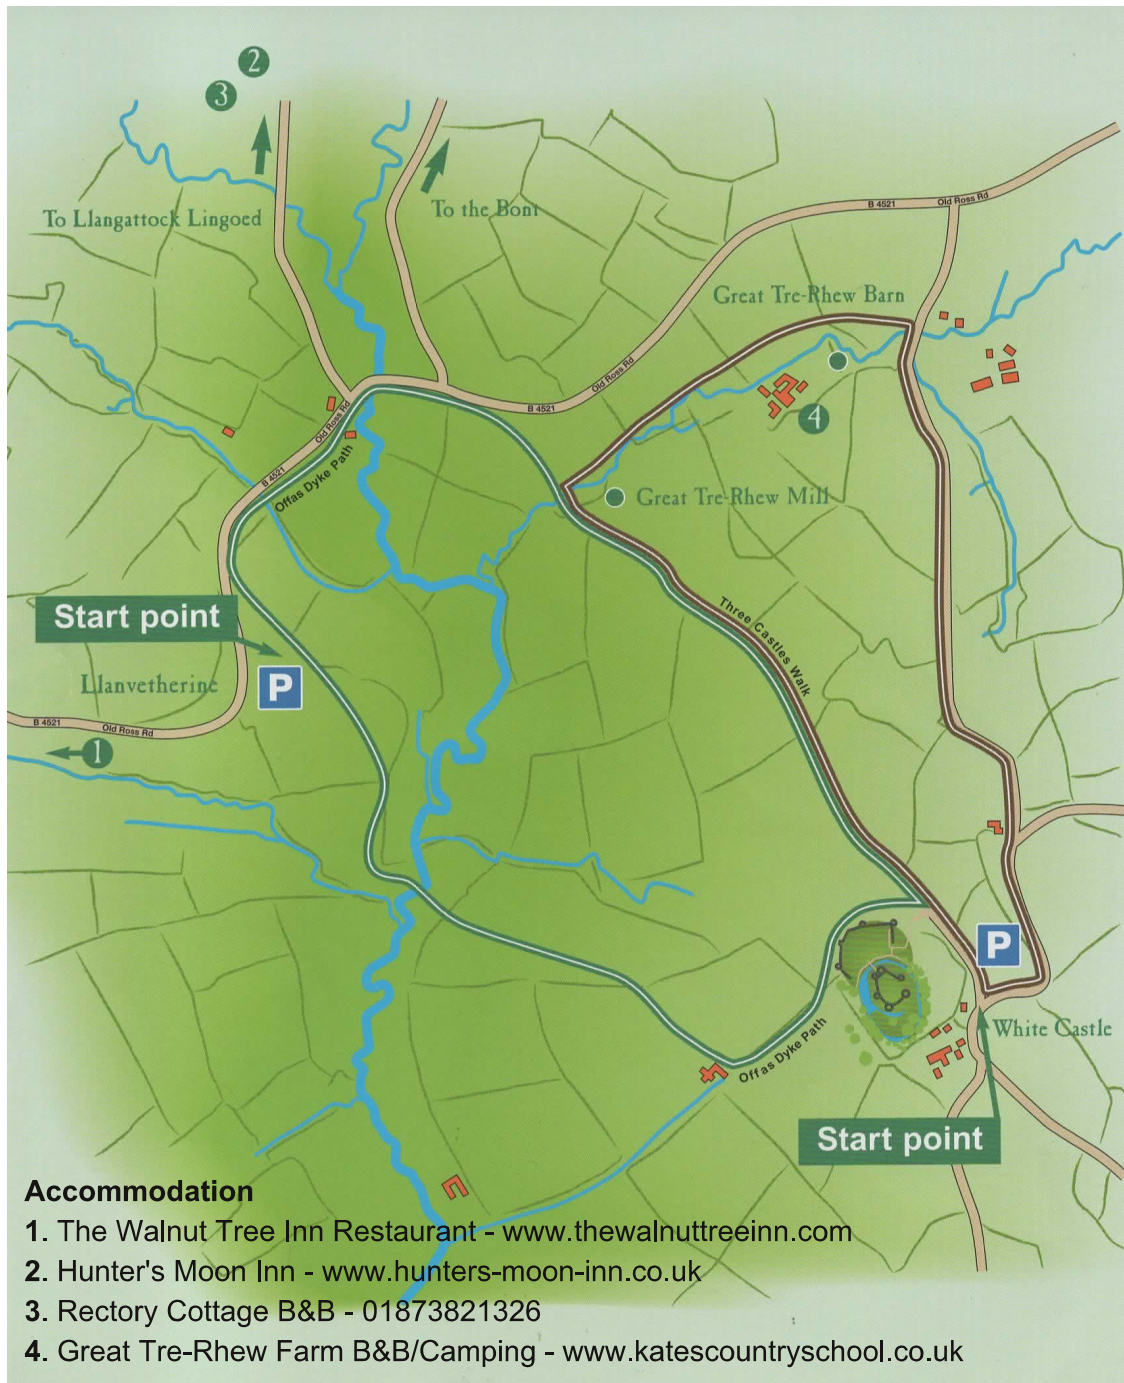 2
3
To Llangattock Lingoed
To the Bont
B 4521
Old Ross Rd
Great Tre-Rhew Barn
Old Ross Rd
B 4521
4
Old Ross Rd
B 4521
Offas Dyke Path
Great Tre-Rhew Mill
Start point
Three Castles Walk
Llanvetherine
P
B 4521
Old Ross Rd
1
P
White Castle
Offas Dyke Path
Start point
Accommodation
1. The Walnut Tree Inn Restaurant - www.thewalnuttreeinn.com
2. Hunter's Moon Inn - www.hunters-moon-inn.co.uk
3. Rectory Cottage B&B - 01873821326
4. Great Tre-Rhew Farm B&B/Camping - www.katescountryschool.co.uk